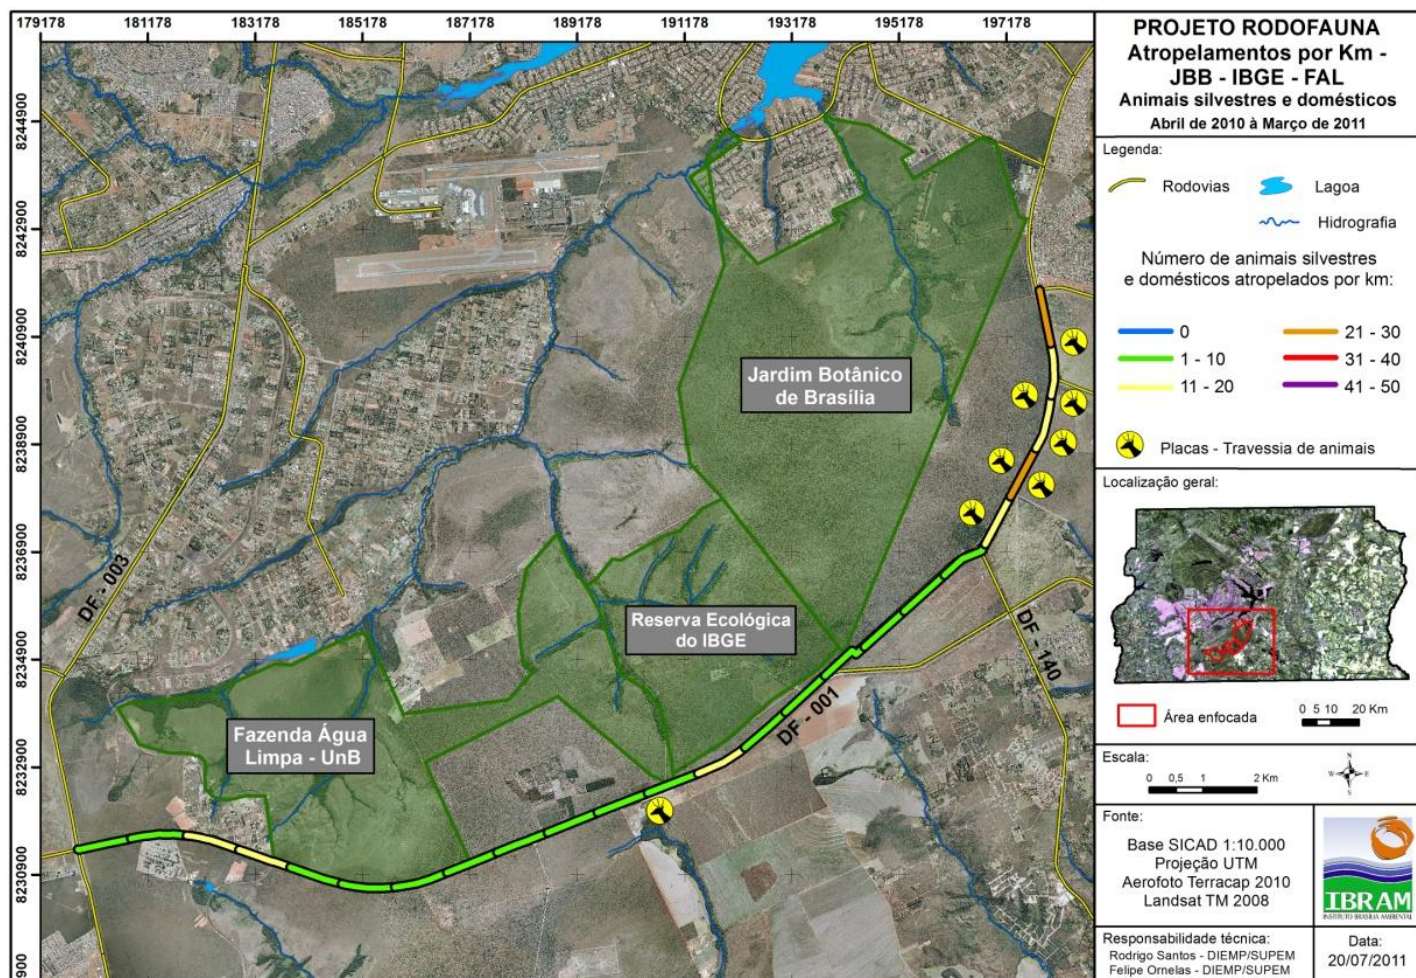 179178 181178 183178 185178 187178 189178 191178 193178 195178 197178
8244900
8242900
8240900
8238900
8236900
8234900
8232900
8230900
900
DF - 003
Jardim Botânico
de Brasília
Reserva Ecológica
do IBGE
Fazenda Água
Limpa - UnB
DF - 001
DF - 140
PROJETO RODOFAUNA
Atropelamentos por Km -
JBB - IBGE - FAL
Animais silvestres e domésticos
Abril de 2010 à Março de 2011
Legenda:
Rodovias Lagoa
Hidrografia
Número de animais silvestres
e domésticos atropelados por km:
0 21 - 30
1 - 10 31 - 40
11 - 20 41 - 50
Placas - Travessia de animais
Localização geral:
Área enfocada 0 5 10 20 Km
Escala:
0 0,5 1 2 Km
N
W E
S
Fonte:
Base SICAD 1:10.000
Projeção UTM
Aerofoto Terracap 2010
Landsat TM 2008
IBRAM
INSTITUTO BRASÍLIA AMBIENTAL
Responsabilidade técnica:
Rodrigo Santos - DIEMP/SUPEM
Felipe Ornelas - DIEMP/SUPEM
Data:
20/07/2011